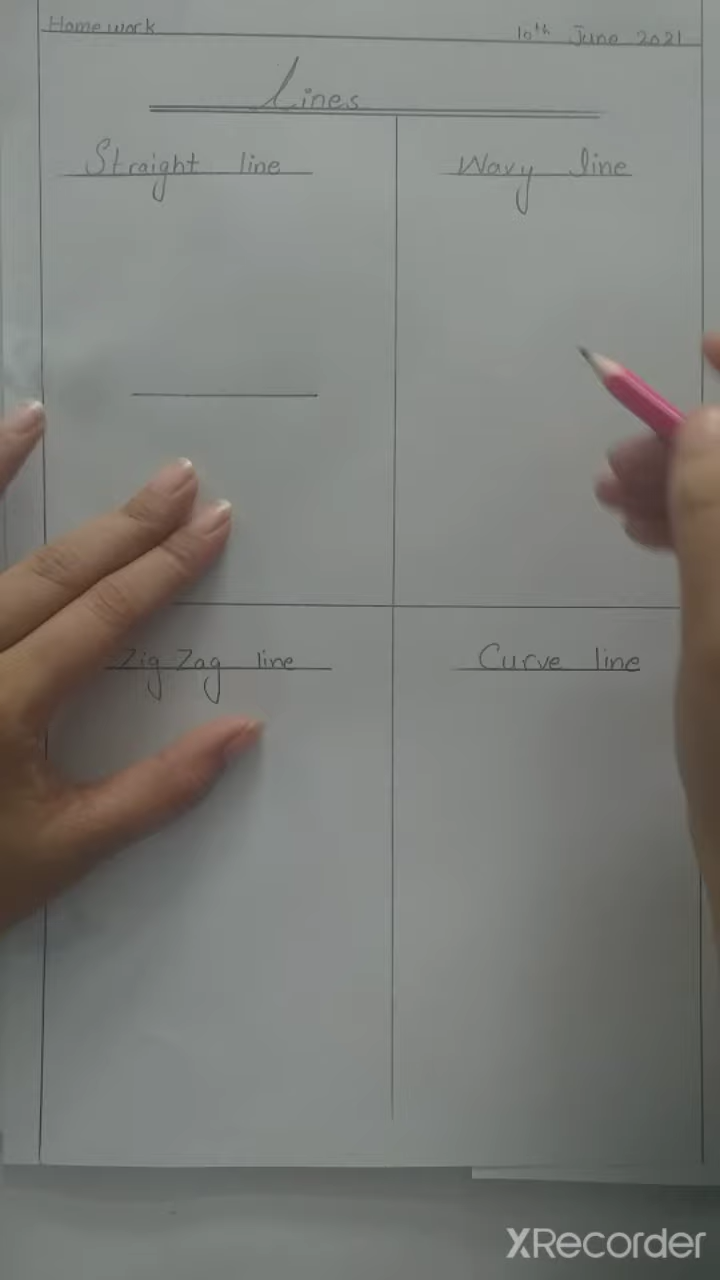 Home work 10th June 2021
Lines
Straight line Wavy line
Zig Zag line Curve line
XRecorder